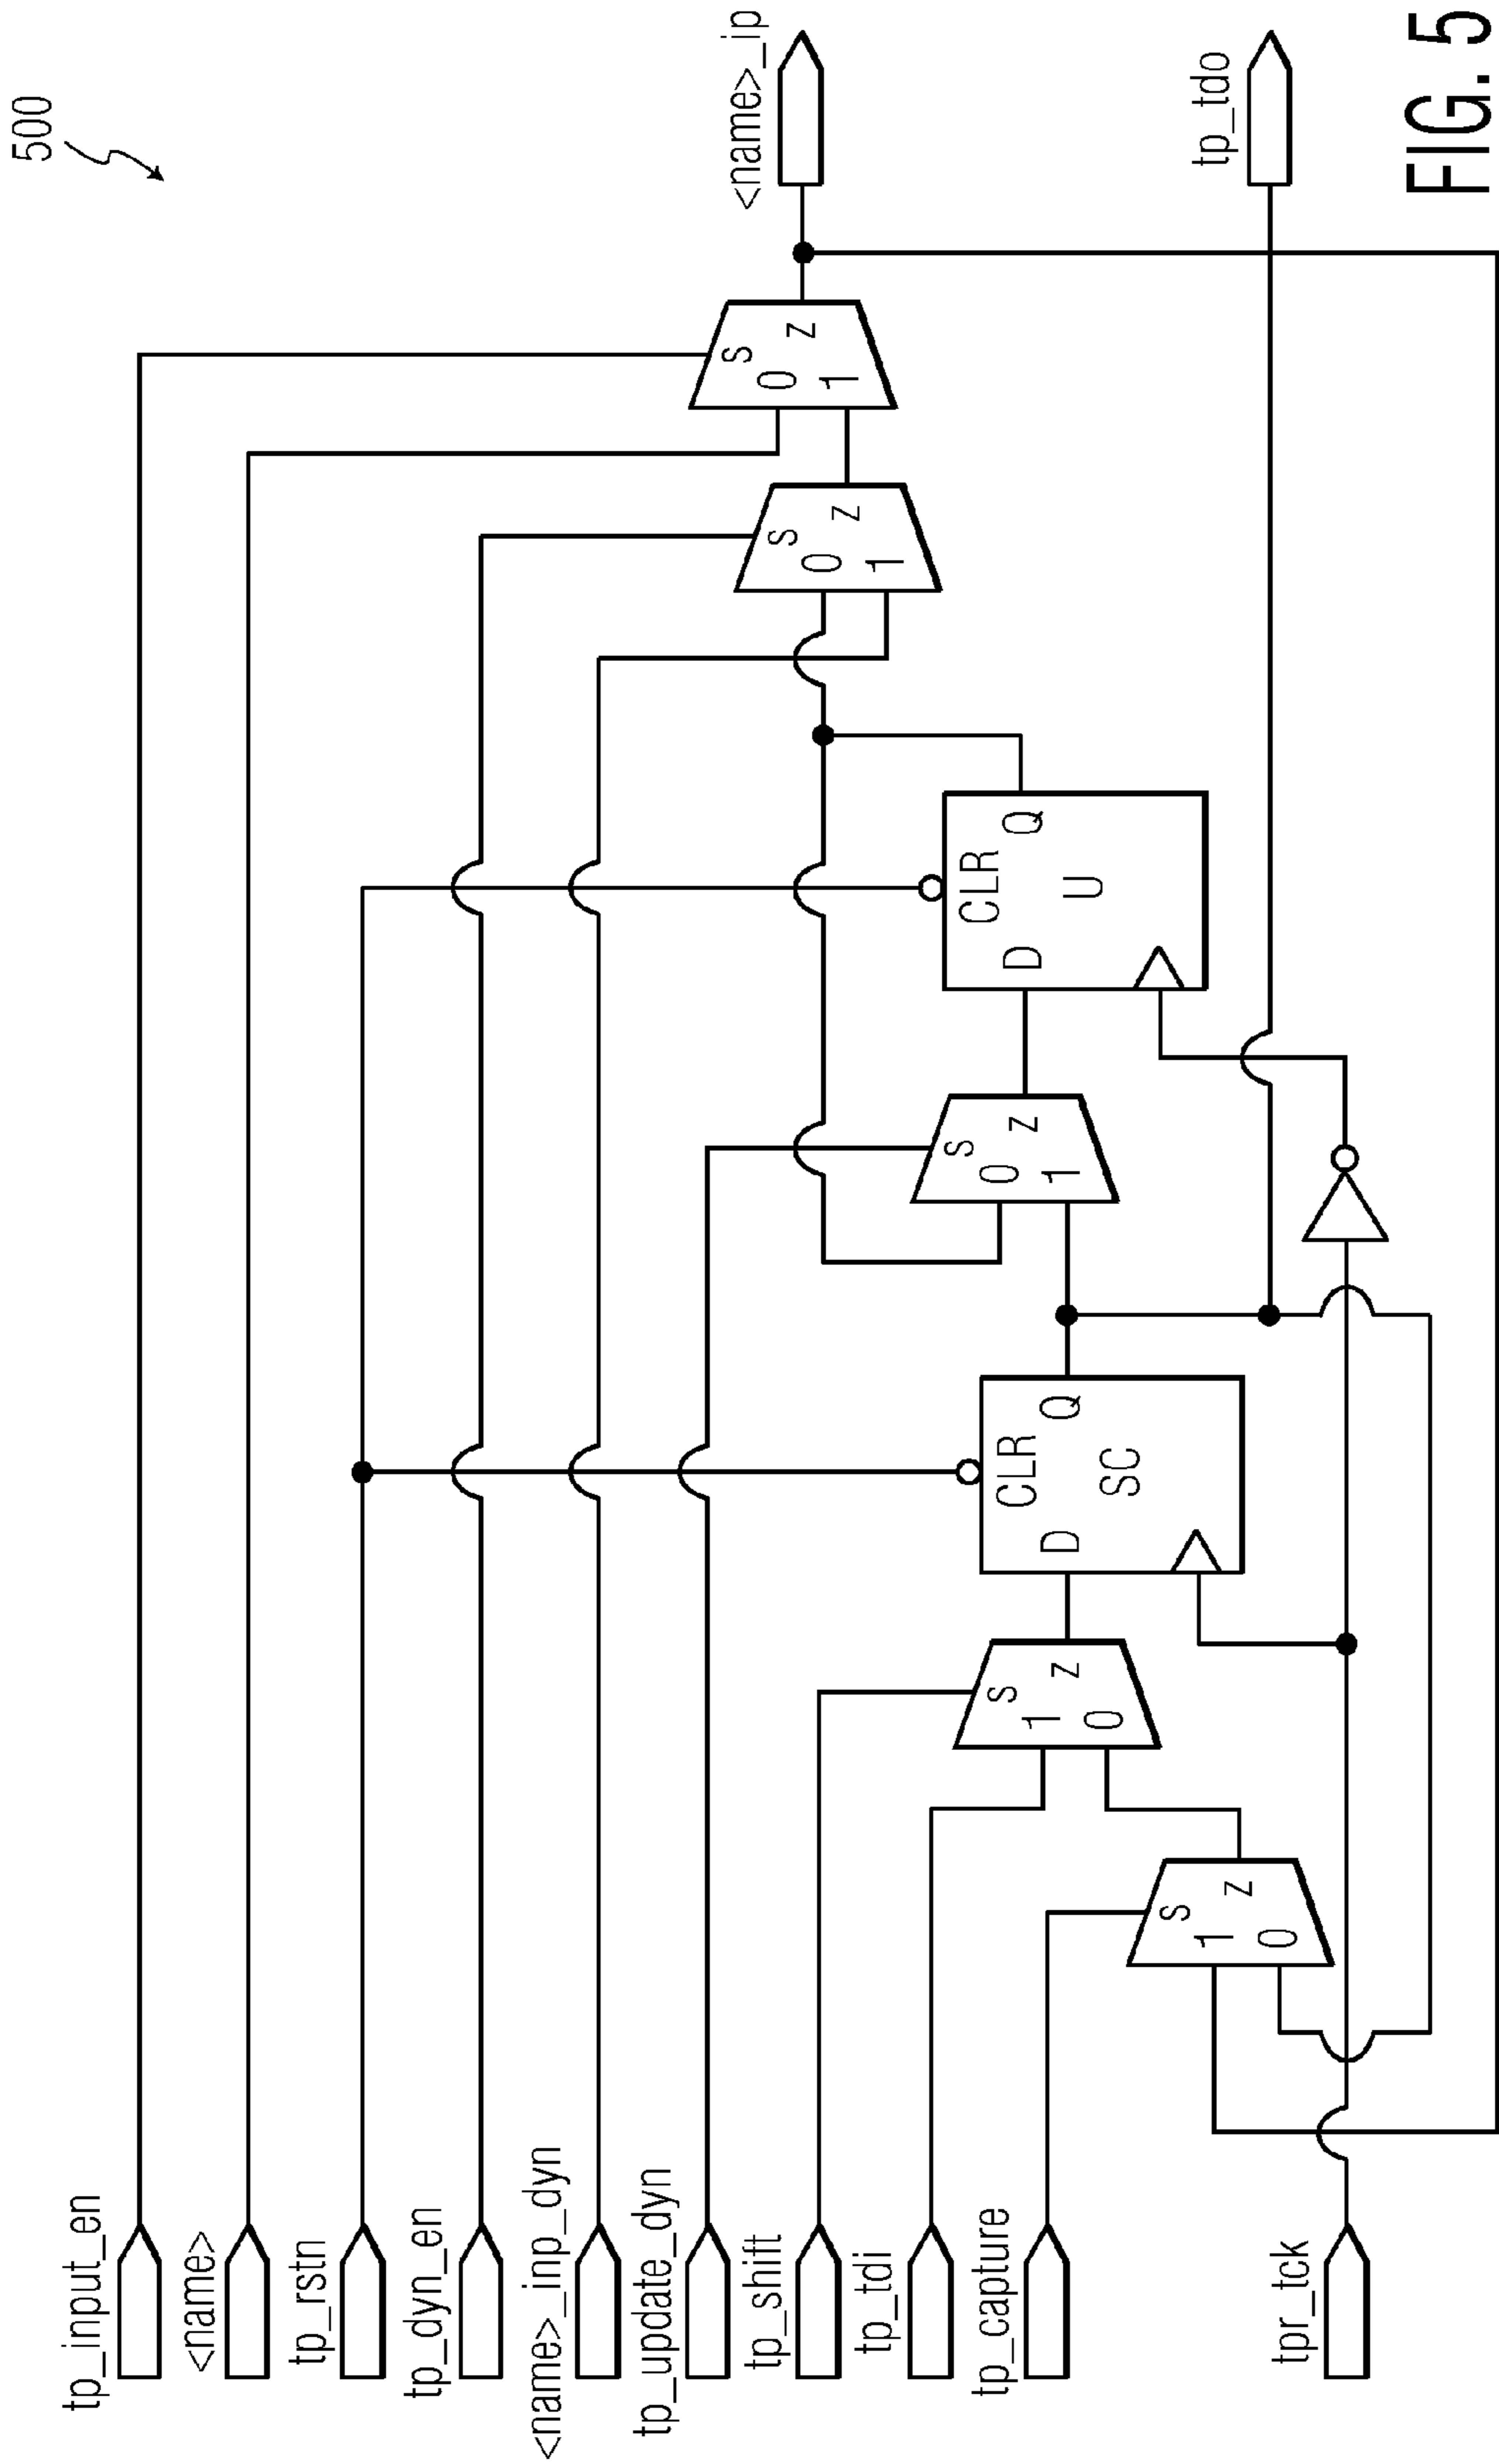 500
tp_input_en
<name>
tp_rstn
tp_dyn_en
<name>_inp_dyn
tp_update_dyn
tp_shift
tp_tdi
tp_capture
tpr_tck
s
1
0
z
s
1
0
z
D
CLR
Q
SC
s
0
1
z
D
CLR
Q
U
s
0
1
z
s
0
1
z
<name>_ip
tp_tdo
FIG. 5